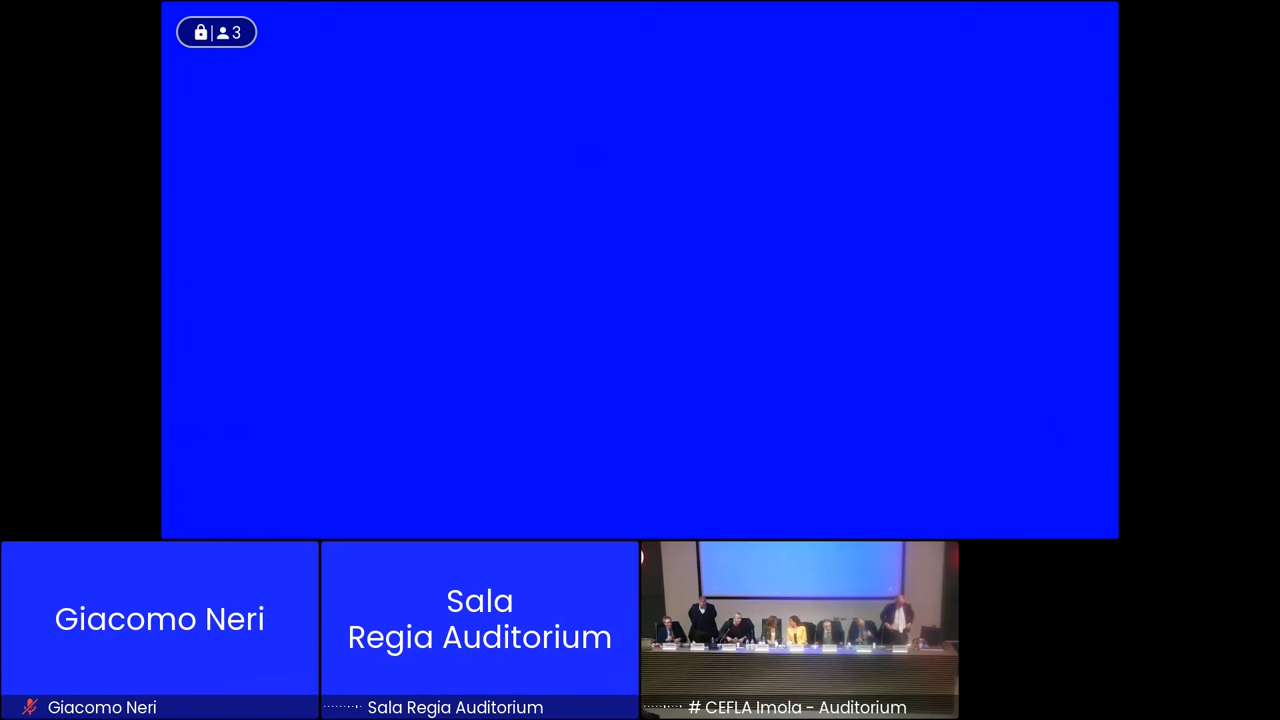 3
Giacomo Neri
Sala
Regia Auditorium
Giacomo Neri
Sala Regia Auditorium
# CEFLA Imola - Auditorium